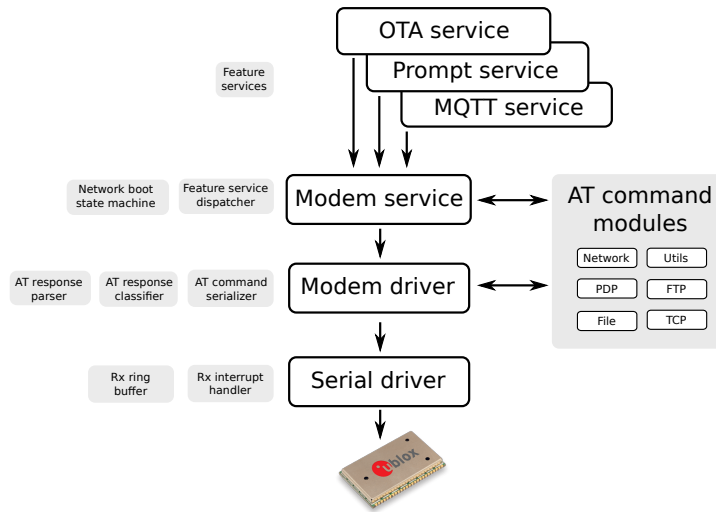 OTA service
Prompt service
MQTT service
Feature
services
Network boot
state machine
Feature service
dispatcher
Modem service
AT command
modules
Network
Utils
PDP
FTP
File
TCP
AT response
parser
AT response
classifier
AT command
serializer
Modem driver
Rx ring
buffer
Rx interrupt
handler
Serial driver
ublox